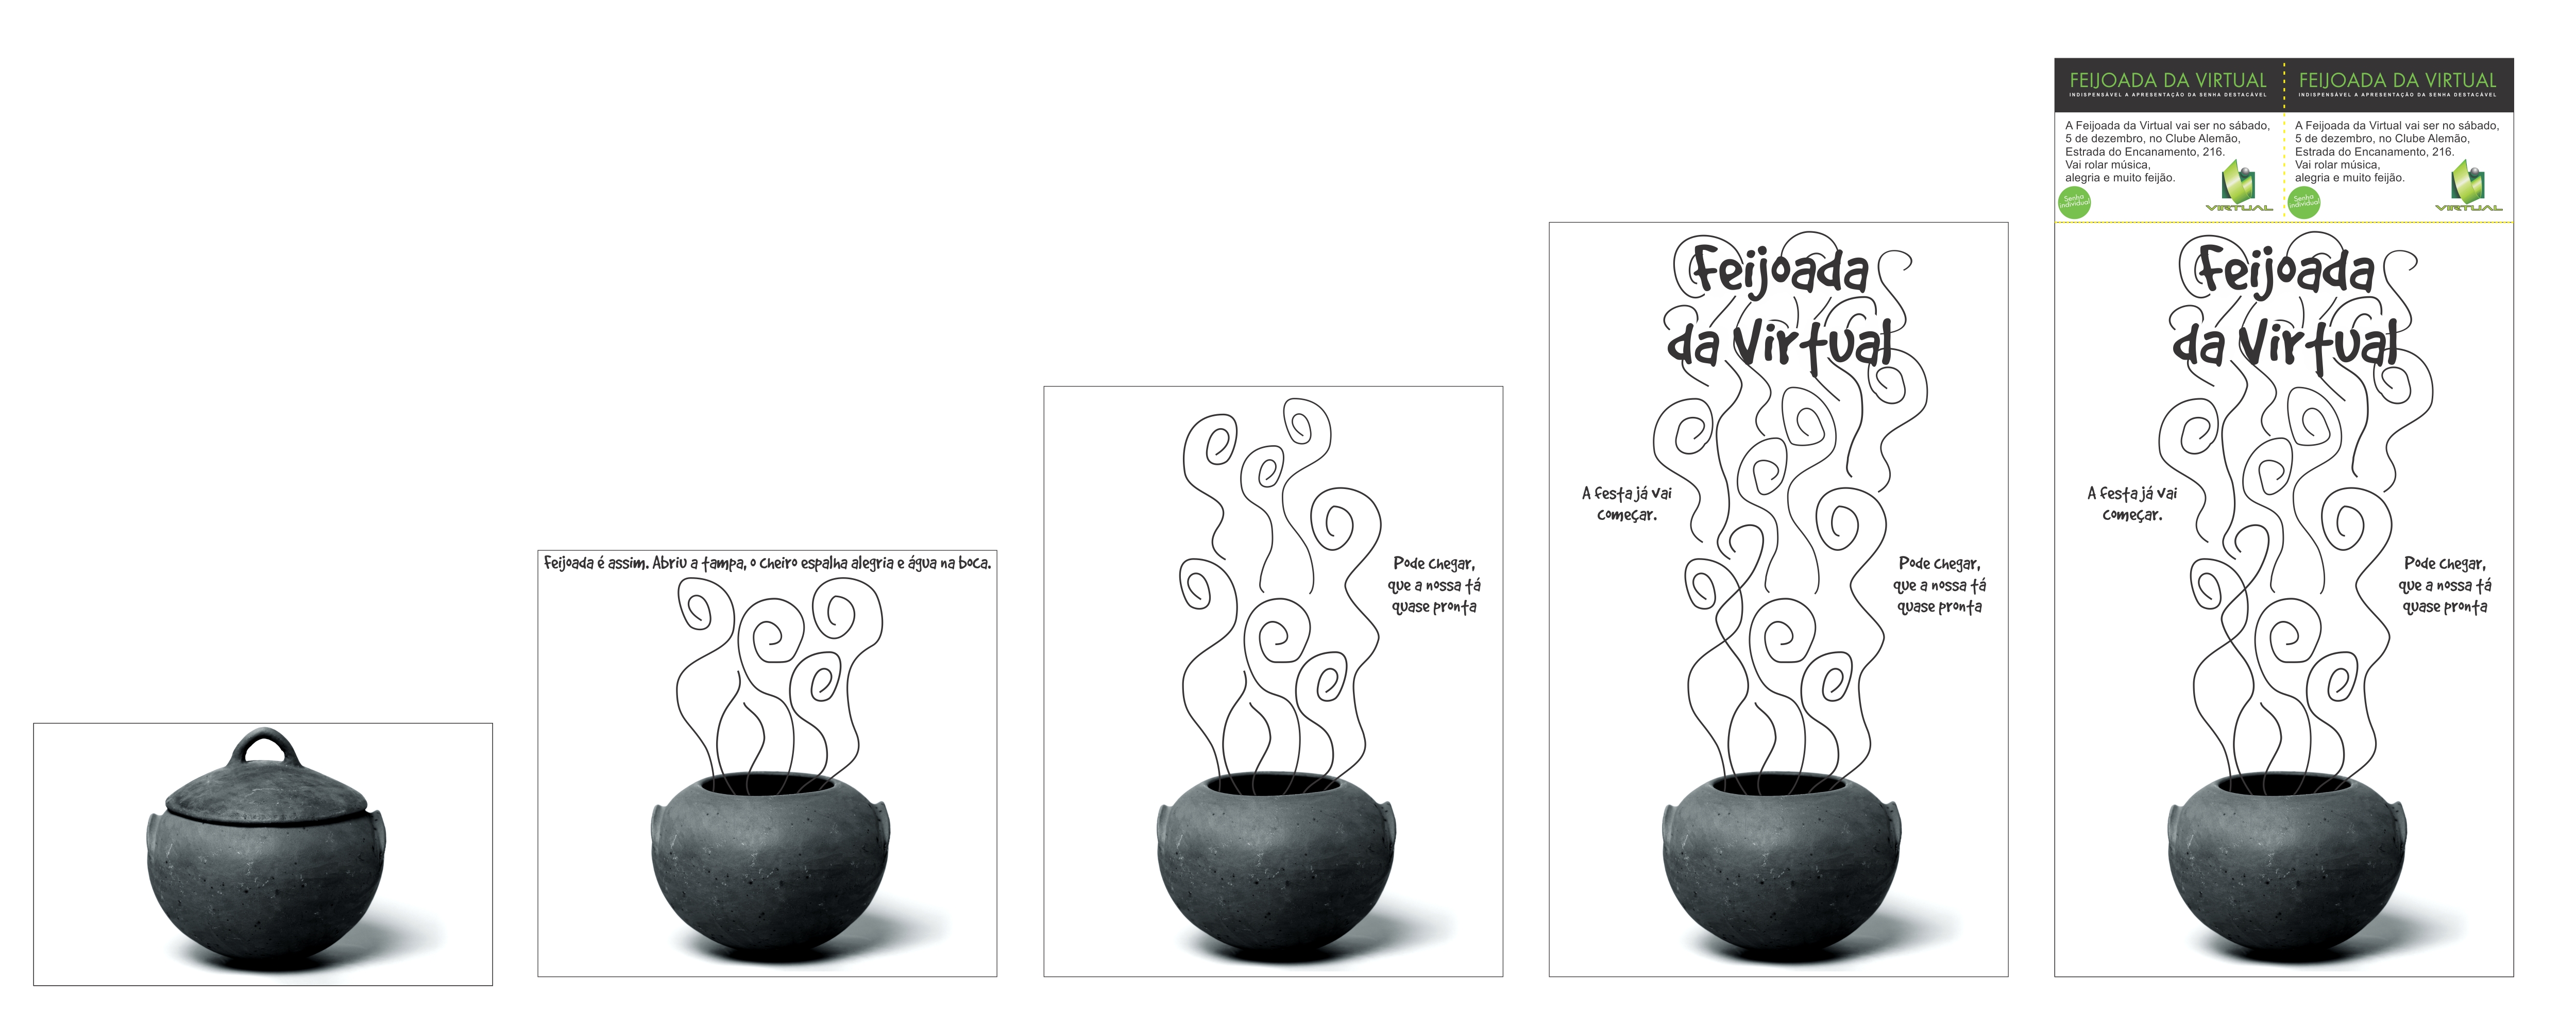 Feijoada é assim. Abriu a tampa, o cheiro espalha alegria e água na boca.
Pode chegar,
que a nossa tá
quase pronta
Feijoada
da Virtual
A festa já vai
começar.
Pode chegar,
que a nossa tá
quase pronta
FEIJOADA DA VIRTUAL
INDISPENSÁVEL A APRESENTAÇÃO DA SENHA DESTACÁVEL
A Feijoada da Virtual vai ser no sábado,
5 de dezembro, no Clube Alemão,
Estrada do Encanamento, 216.
Vai rolar música,
alegria e muito feijão.
Senha
individual
VIRTUAL
FEIJOADA DA VIRTUAL
INDISPENSÁVEL A APRESENTAÇÃO DA SENHA DESTACÁVEL
A Feijoada da Virtual vai ser no sábado,
5 de dezembro, no Clube Alemão,
Estrada do Encanamento, 216.
Vai rolar música,
alegria e muito feijão.
Senha
individual
VIRTUAL
Feijoada
da Virtual
A festa já vai
começar.
Pode chegar,
que a nossa tá
quase pronta